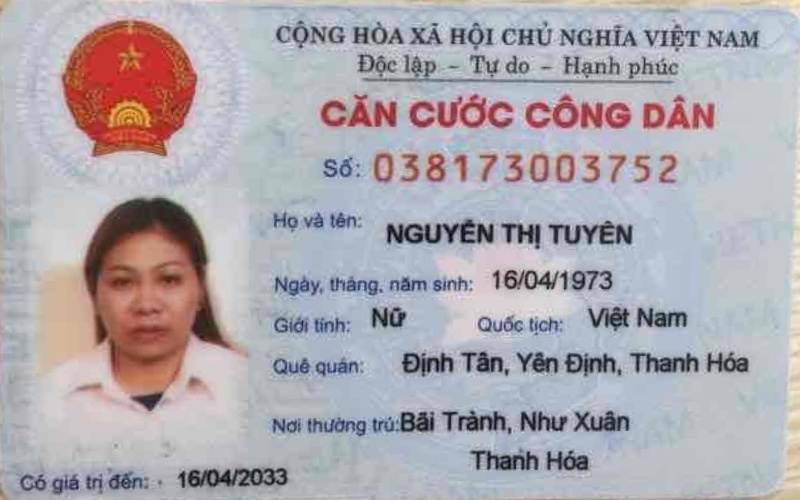 CỘNG HÒA XÃ HỘI CHỦ NGHĨA VIỆT NAM
Độc lập – Tự do – Hạnh phúc
CĂN CƯỚC CÔNG DÂN
Số: 038173003752
Họ và tên: NGUYỄN THỊ TUYÊN
Ngày, tháng, năm sinh: 16/04/1973
Giới tính: Nữ Quốc tịch: Việt Nam
Quê quán: Định Tân, Yên Định, Thanh Hóa
Nơi thường trú: Bãi Trành, Như Xuân
Thanh Hóa
Có giá trị đến: 16/04/2033